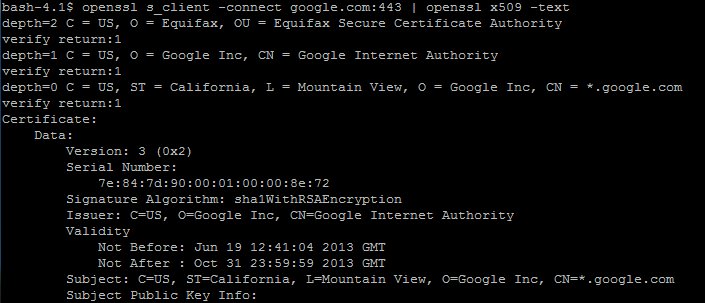 bash-4.1$ openssl s_client -connect google.com:443 | openssl x509 -text
depth=2 C = US, O = Equifax, OU = Equifax Secure Certificate Authority
verify return:1
depth=1 C = US, O = Google Inc, CN = Google Internet Authority
verify return:1
depth=0 C = US, ST = California, L = Mountain View, O = Google Inc, CN = *.google.com
verify return:1
Certificate:
    Data:
        Version: 3 (0x2)
        Serial Number:
            7e:84:7d:90:00:01:00:00:8e:72
        Signature Algorithm: sha1WithRSAEncryption
        Issuer: C=US, O=Google Inc, CN=Google Internet Authority
        Validity
            Not Before: Jun 19 12:41:04 2013 GMT
            Not After : Oct 31 23:59:59 2013 GMT
        Subject: C=US, ST=California, L=Mountain View, O=Google Inc, CN=*.google.com
        Subject Public Key Info: